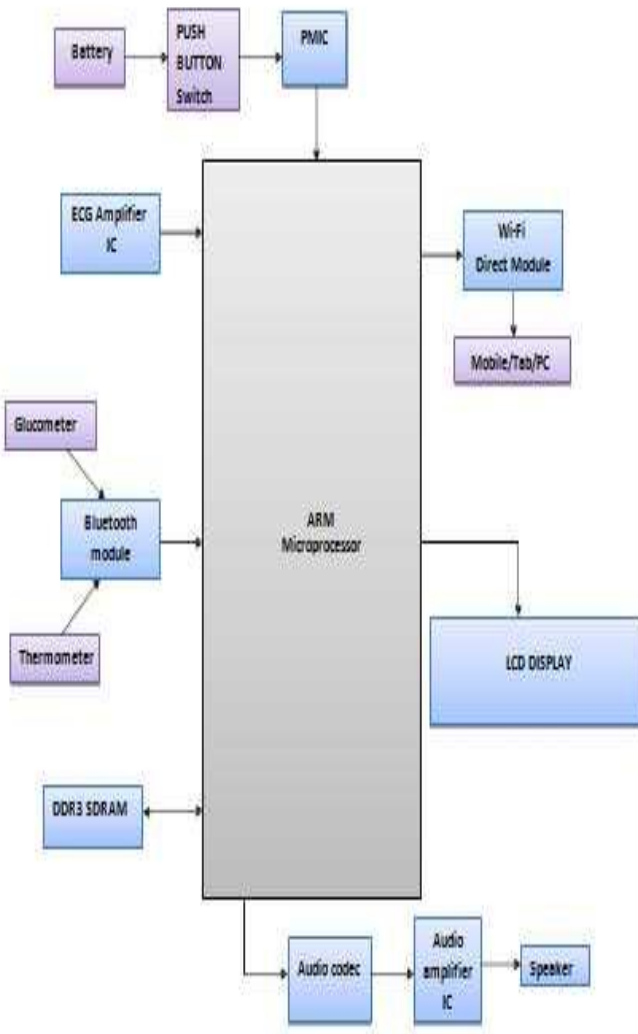 Battery
PUSH
BUTTON
Switch
PMIC
ECG Amplifier
IC
Wi-Fi
Direct Module
Mobile/Tab/PC
Glucometer
Bluetooth
module
ARM
Microprocessor
Thermometer
LCD DISPLAY
DDR3 SDRAM
Audio codec
Audio
amplifier
IC
Speaker